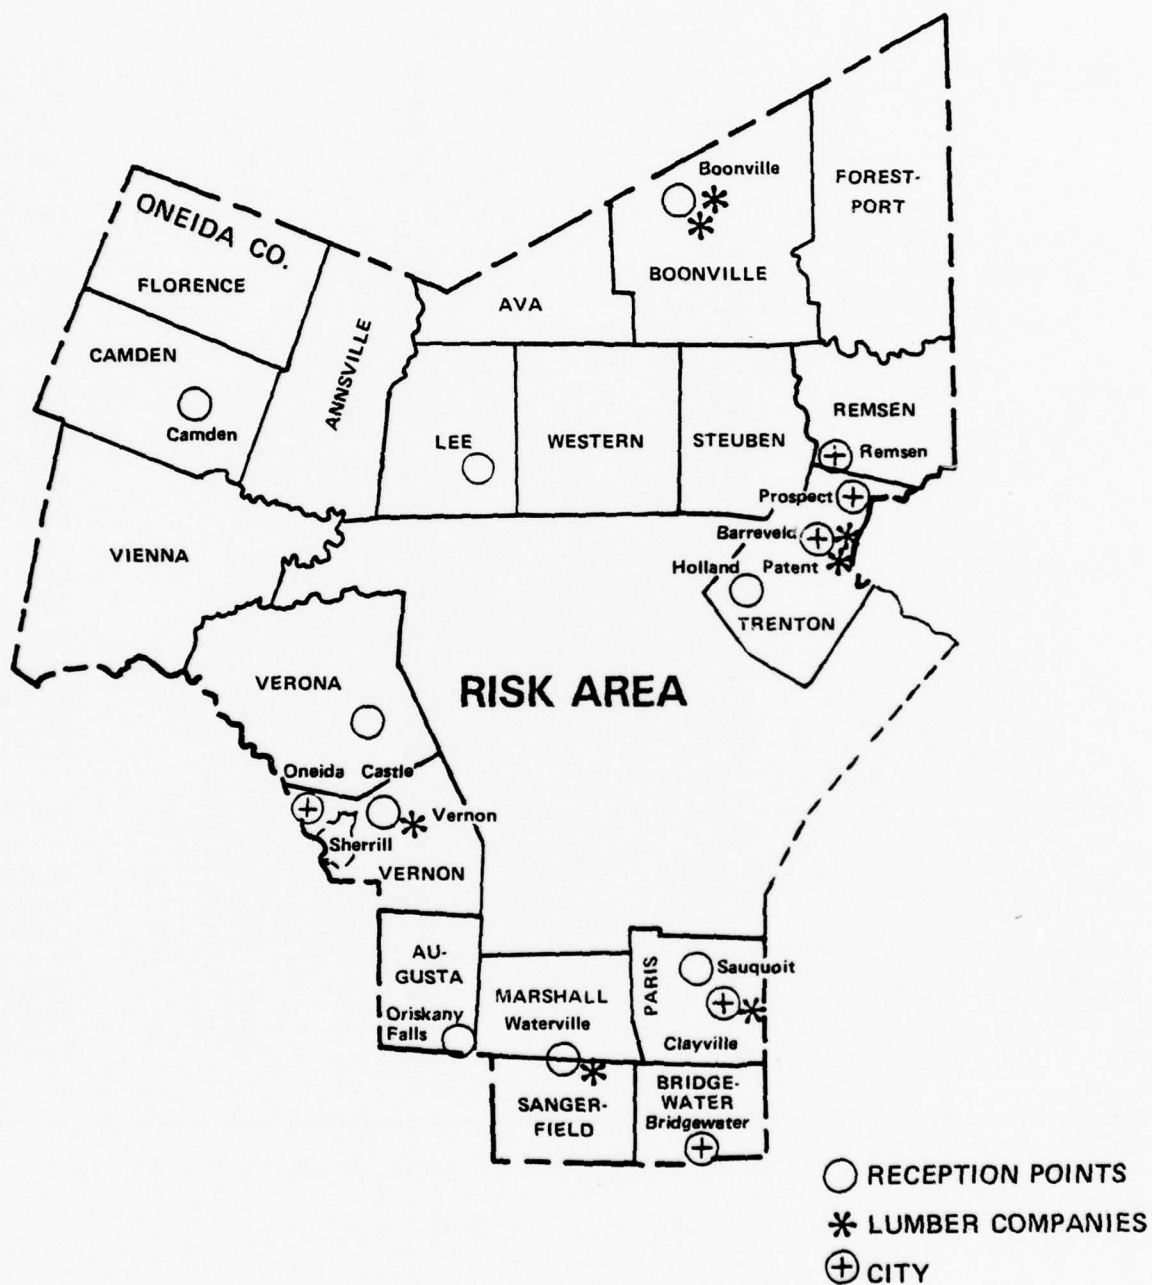 Boonville
FOREST-
PORT
ONEIDA CO.
FLORENCE
BOONVILLE
AVA
CAMDEN
ANNSVILLE
Camden
LEE
WESTERN
STEUBEN
REMSEN
Remsen
Prospect
Barreveld
VIENNA
Holland Patent
TRENTON
VERONA
RISK AREA
Oneida Castle
Vernon
Sherrill
VERNON
AU-
GUSTA
PARIS
Sauquoit
MARSHALL
Oriskany
Falls
Waterville
Clayville
BRIDGE-
WATER
Bridgewater
SANGER-
FIELD
RECEPTION POINTS
LUMBER COMPANIES
CITY